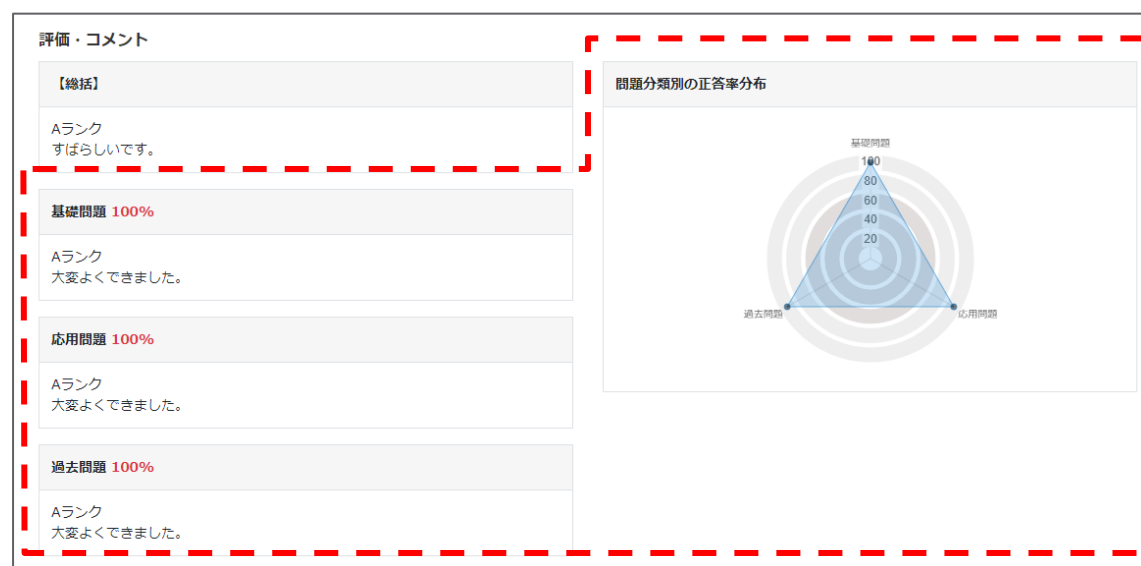 評価・コメント
【総括】
Aランク
すばらしいです。
基礎問題 100%
Aランク
大変よくできました。
応用問題 100%
Aランク
大変よくできました。
過去問題 100%
Aランク
大変よくできました。
問題分類別の正答率分布
基礎問題
100
80
60
40
20
過去問題
応用問題